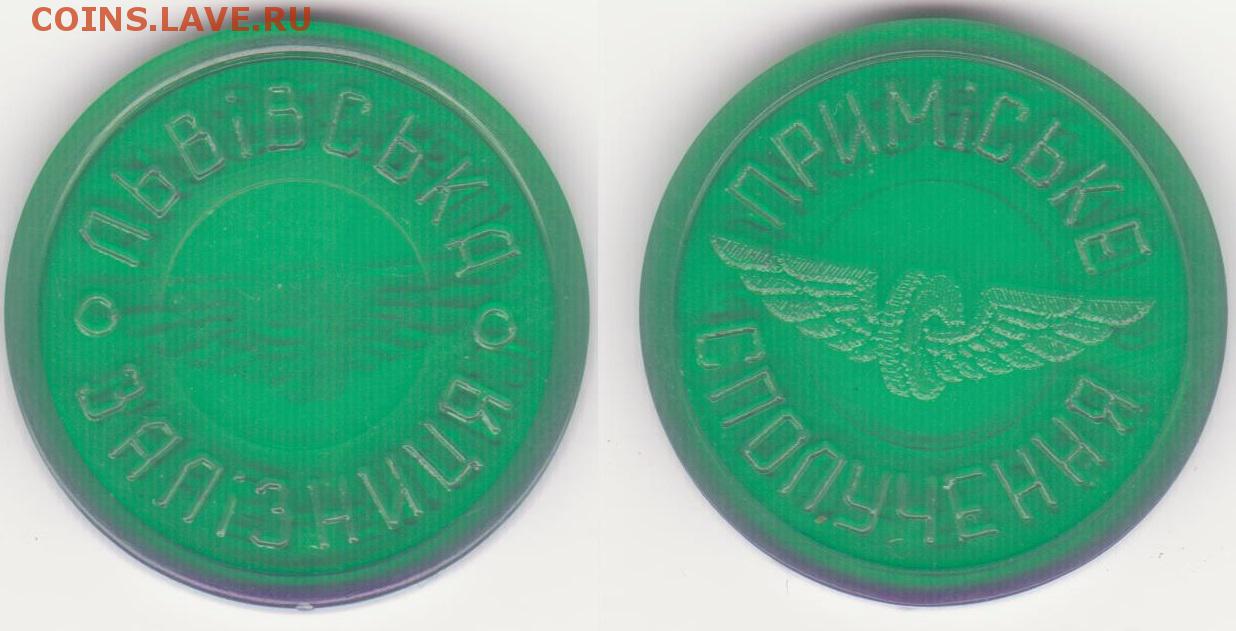 COINS.LAVE.RU
ЛЬВіВСЬКА
ЗАЛіЗНИЦЯ
ПРИМіСЬКЕ
СПОЛУЧЕННЯ